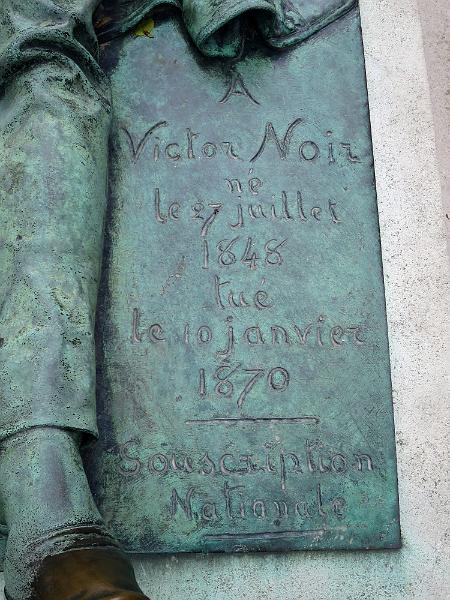 A
Victor Noir
né
le 27 juillet
1848
tué
le 10 janvier
1870
Souscription
Nationale